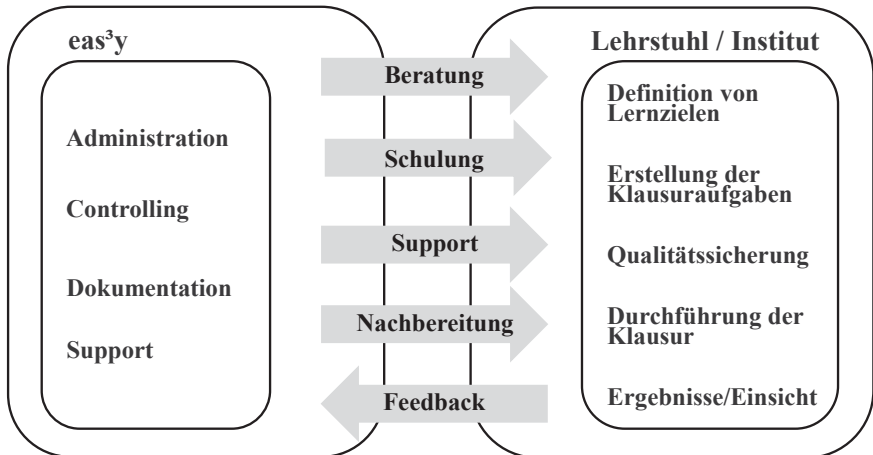 eas³y
Administration
Controlling
Dokumentation
Support
Beratung
Schulung
Support
Nachbereitung
Feedback
Lehrstuhl / Institut
Definition von
Lernzielen
Erstellung der
Klausuraufgaben
Qualitätssicherung
Durchführung der
Klausur
Ergebnisse/Einsicht